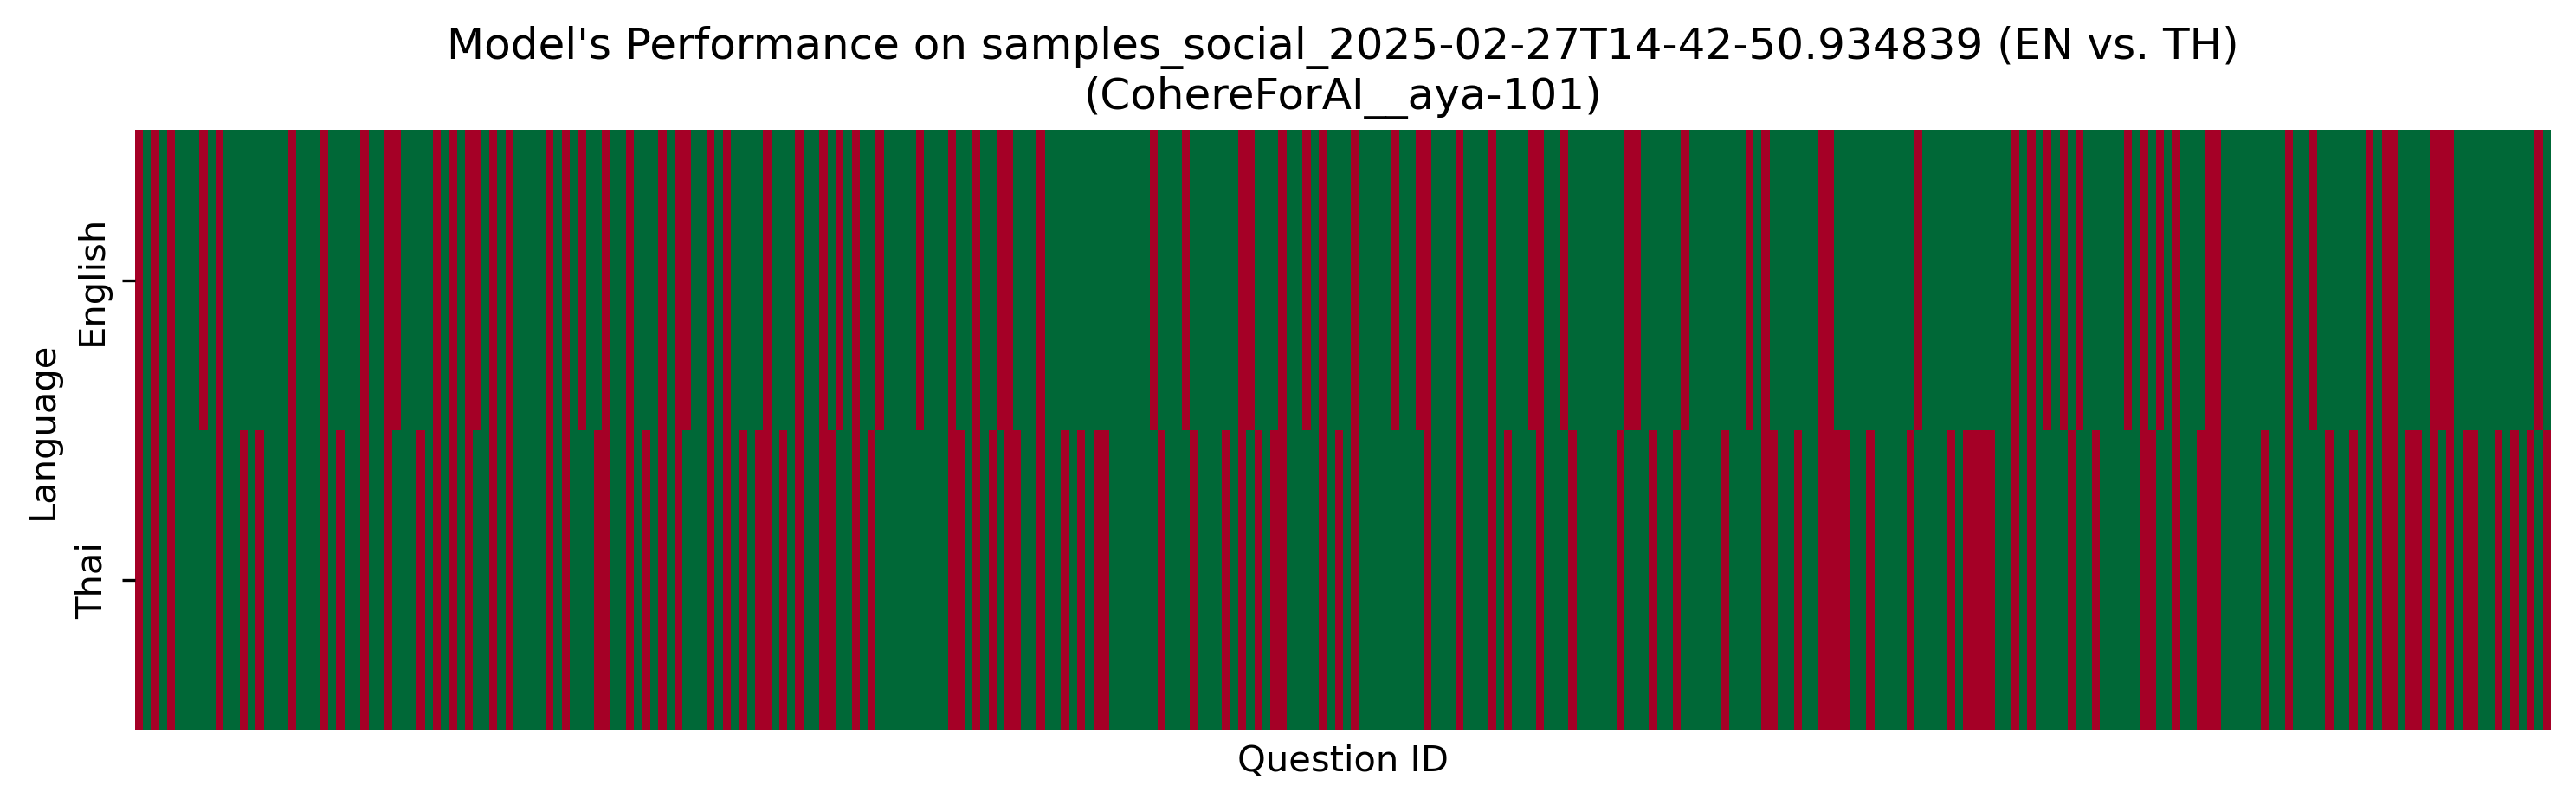 Model's Performance on samples_social_2025-02-27T14-42-50.934839 (EN vs. TH)
(CohereForAI__aya-101)
Language
English
Thai
Question ID